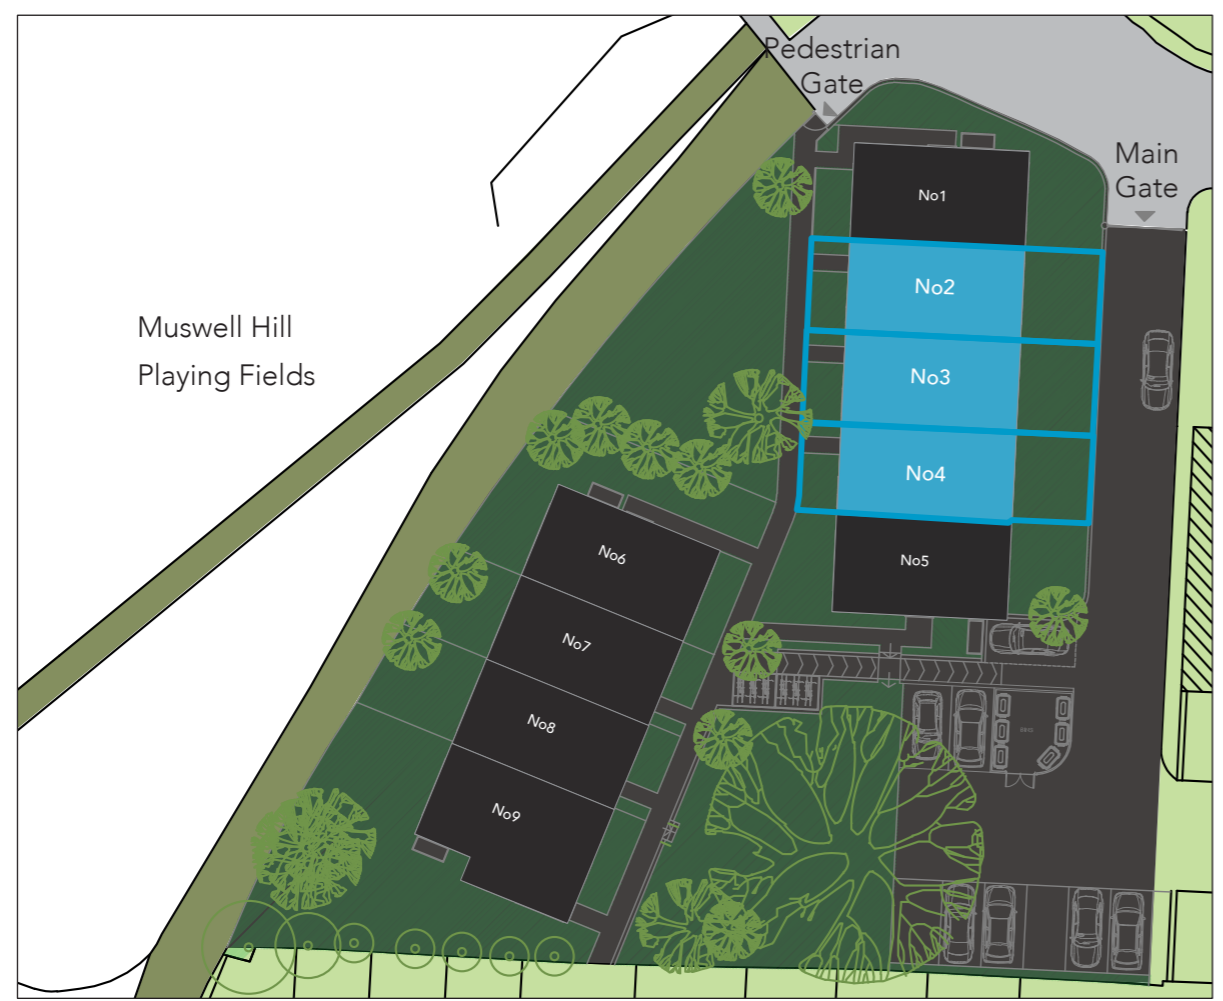 Pedestrian
Gate
Main
Gate
No1
No2
Muswell Hill
Playing Fields
No3
No4
No5
No6
No7
No8
No9